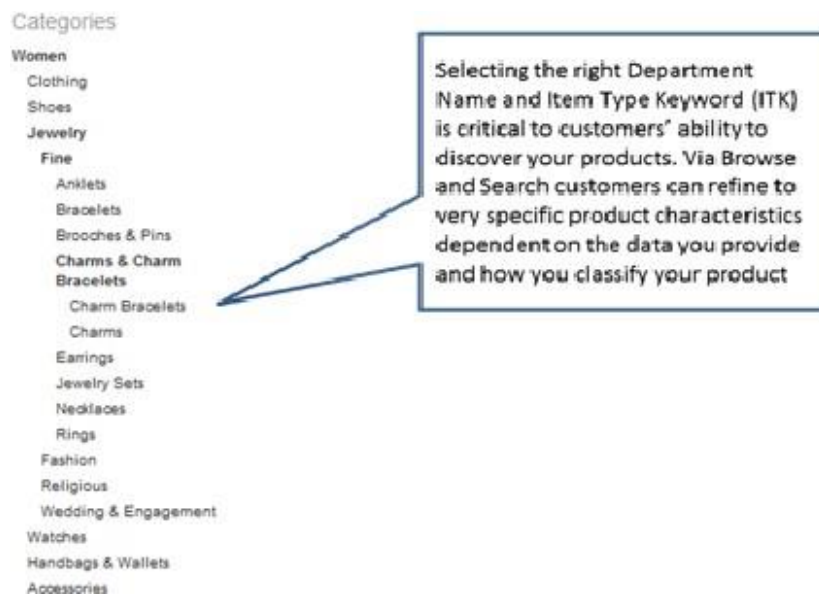 Categories
Women
Clothing
Shoes
Jewelry
Fine
Anklets
Bracelets
Brooches & Pins
Charms & Charm
Bracelets
Charm Bracelets
Charms
Earrings
Jewelry Sets
Necklaces
Rings
Fashion
Religious
Wedding & Engagement
Watches
Handbags & Wallets
Accessories
Selecting the right Department
Name and Item Type Keyword (ITK)
is critical to customers' ability to
discover your products. Via Browse
and Search customers can refine to
very specific product characteristics
dependent on the data you provide
and how you classify your product